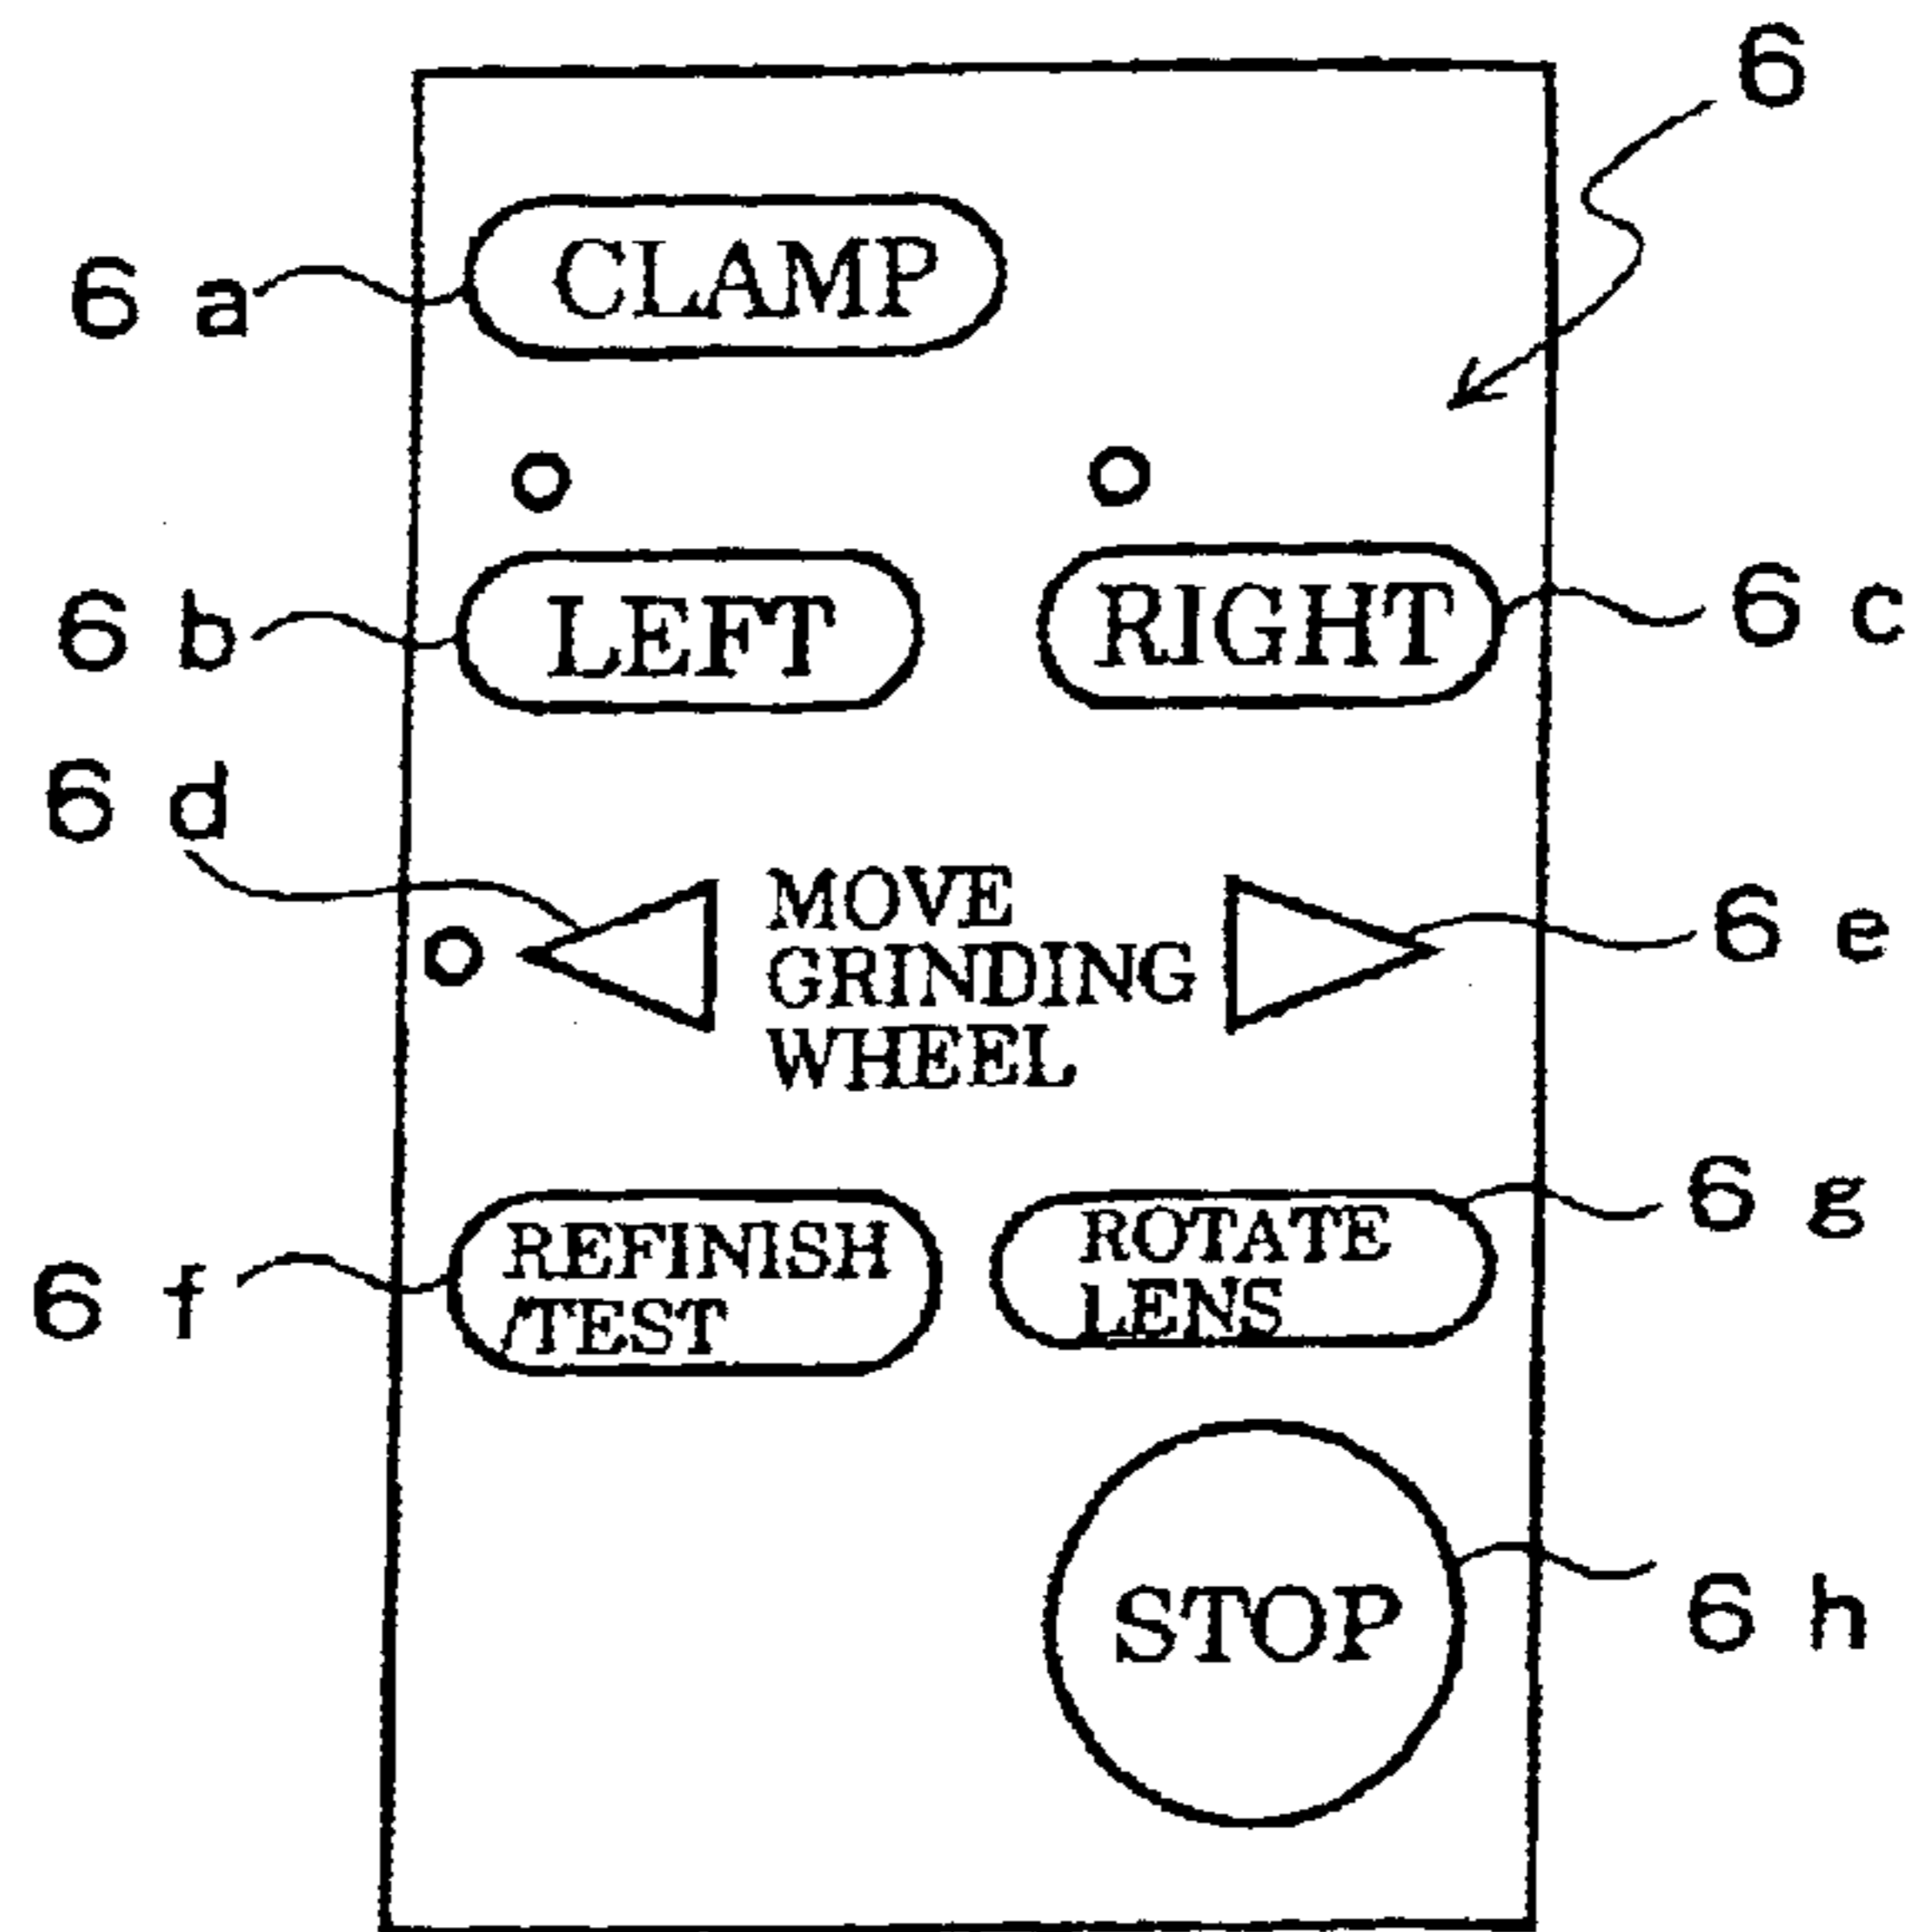 6
CLAMP
6 a
LEFT
RIGHT
6 b
6 c
6 d
MOVE
GRINDING
WHEEL
6 e
REFINISH
/TEST
ROTATE
LENS
6 f
6 g
STOP
6 h